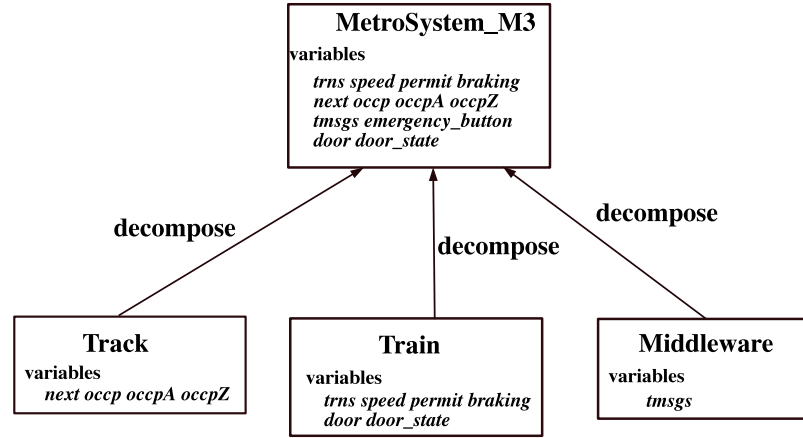 MetroSystem_M3
variables
trns speed permit braking
next occp occpA occpZ
tmsgs emergency_button
door door_state
decompose
decompose
decompose
Track
variables
next occp occpA occpZ
Train
variables
trns speed permit braking
door door_state
Middleware
variables
tmsgs